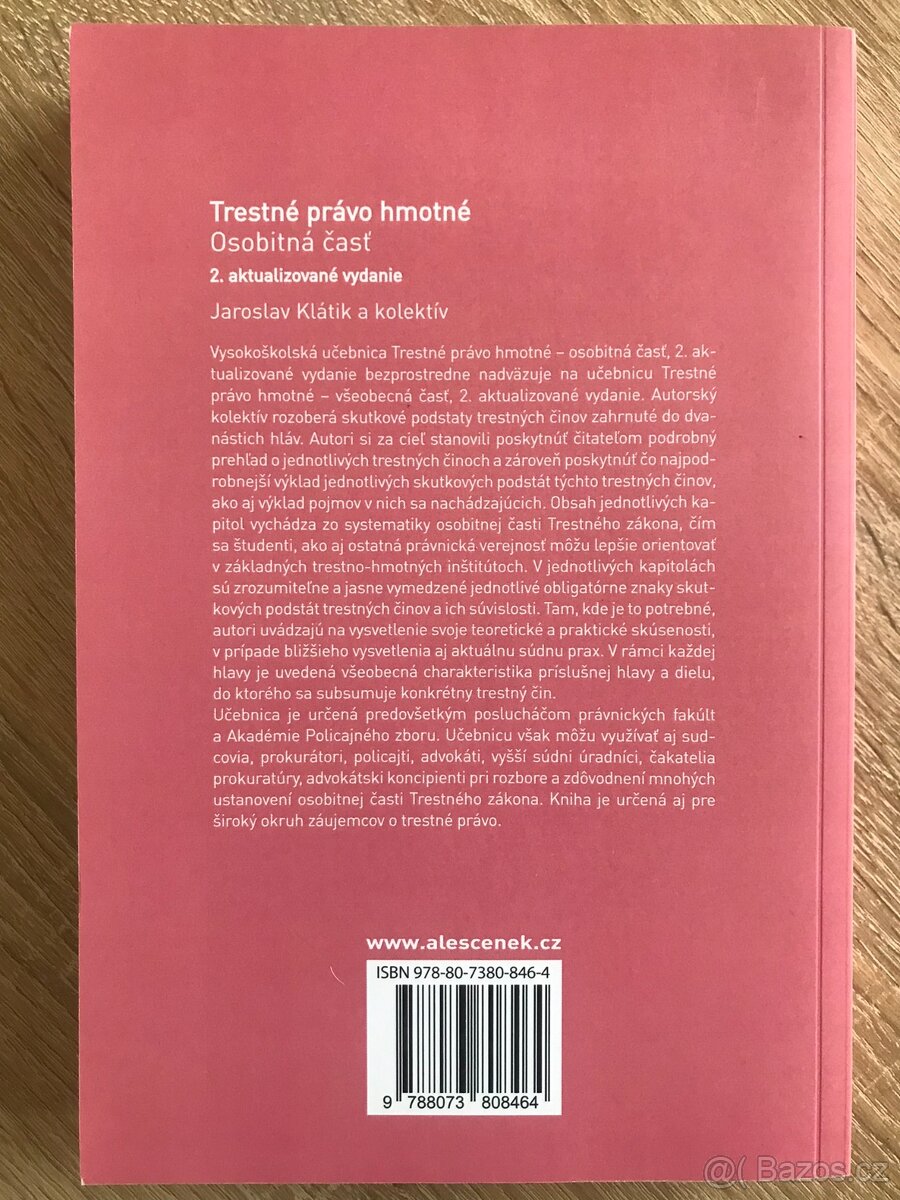 Trestné právo hmotné
Osobitná časť
2. aktualizované vydanie
Jaroslav Klátik a kolektív
Vysokoškolská učebnica Trestné právo hmotné – osobitná časť, 2. ak-
tualizované vydanie bezprostredne nadväzuje na učebnicu Trestné
právo hmotné – všeobecná časť, 2. aktualizované vydanie. Autorský
kolektív rozoberá skutkové podstaty trestných činov zahrnuté do dva-
nástich hláv. Autori si za cieľ stanovili poskytnúť čitateľom podrobný
prehľad o jednotlivých trestných činoch a zároveň poskytnúť čo najpod-
robnejší výklad jednotlivých skutkových podstát týchto trestných činov,
ako aj výklad pojmov v nich sa nachádzajúcich. Obsah jednotlivých ka-
pitol vychádza zo systematiky osobitnej časti Trestného zákona, čím
sa študenti, ako aj ostatná právnická verejnosť môžu lepšie orientovať
v základných trestno-hmotných inštitútoch. V jednotlivých kapitolách
sú zrozumiteľne a jasne vymedzené jednotlivé obligatórne znaky skut-
kových podstát trestných činov a ich súvislosti. Tam, kde je to potrebné,
autori uvádzajú na vysvetlenie svoje teoretické a praktické skúsenosti,
v prípade bližšieho vysvetlenia aj aktuálnu súdnu prax. V rámci každej
hlavy je uvedená všeobecná charakteristika príslušnej hlavy a dielu,
do ktorého sa subsumuje konkrétny trestný čin.
Učebnica je určená predovšetkým poslucháčom právnických fakúlt
a Akadémie Policajného zboru. Učebnicu však môžu využívať aj sud-
covia, prokurátori, policajti, advokáti, vyšší súdni úradníci, čakatelia
prokuratúry, advokátski koncipienti pri rozbore a zdôvodnení mnohých
ustanovení osobitnej časti Trestného zákona. Kniha je určená aj pre
široký okruh záujemcov o trestné právo.
www.alescenek.cz
ISBN 978-80-7380-846-4
9 788073 808464
@( Bazos.cz